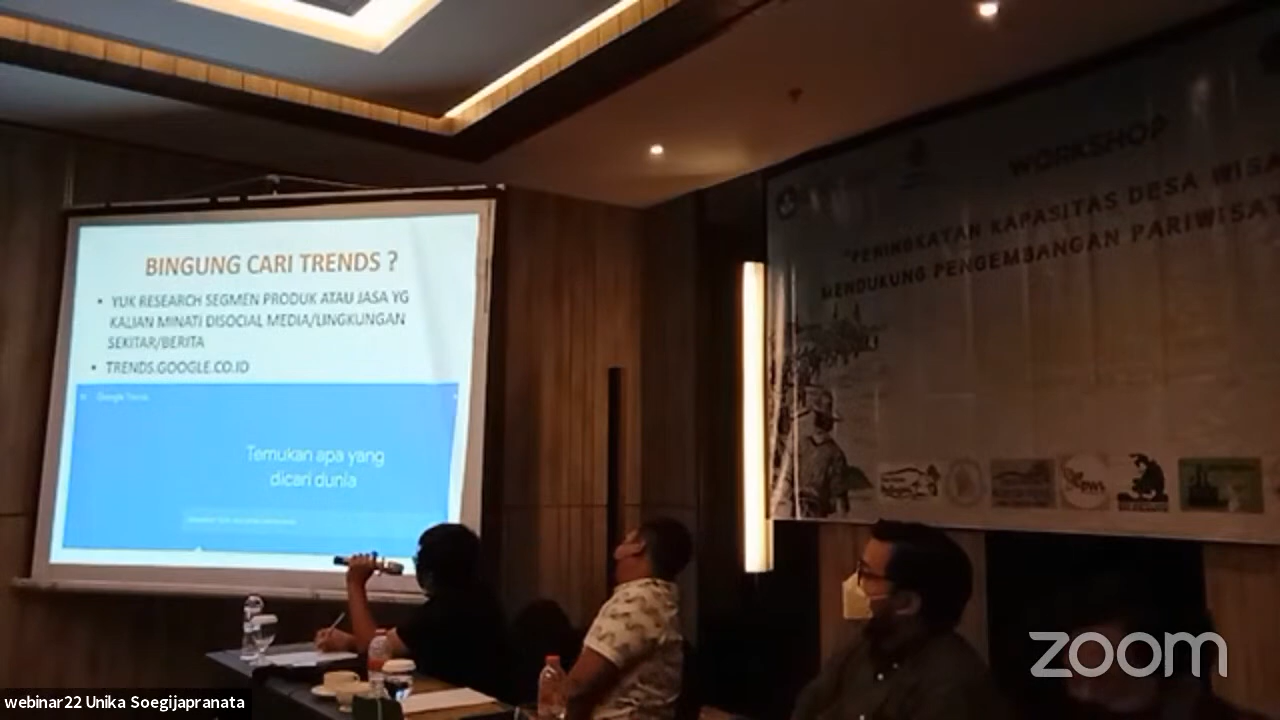 BINGUNG CARI TRENDS ?
• YUK RESEARCH SEGMEN PRODUK ATAU JASA YG
KALIAN MINATI DISOCIAL MEDIA/LINGKUNGAN
SEKITAR/BERITA
• TRENDS.GOOGLE.CO.ID
Google Trends
Temukan apa yang
dicari dunia
WORKSHOP
"PENINGKATAN KAPASITAS DESA WISA
MENDUKUNG PENGEMBANGAN PARIWISAT
zoom
webinar22 Unika Soegijapranata